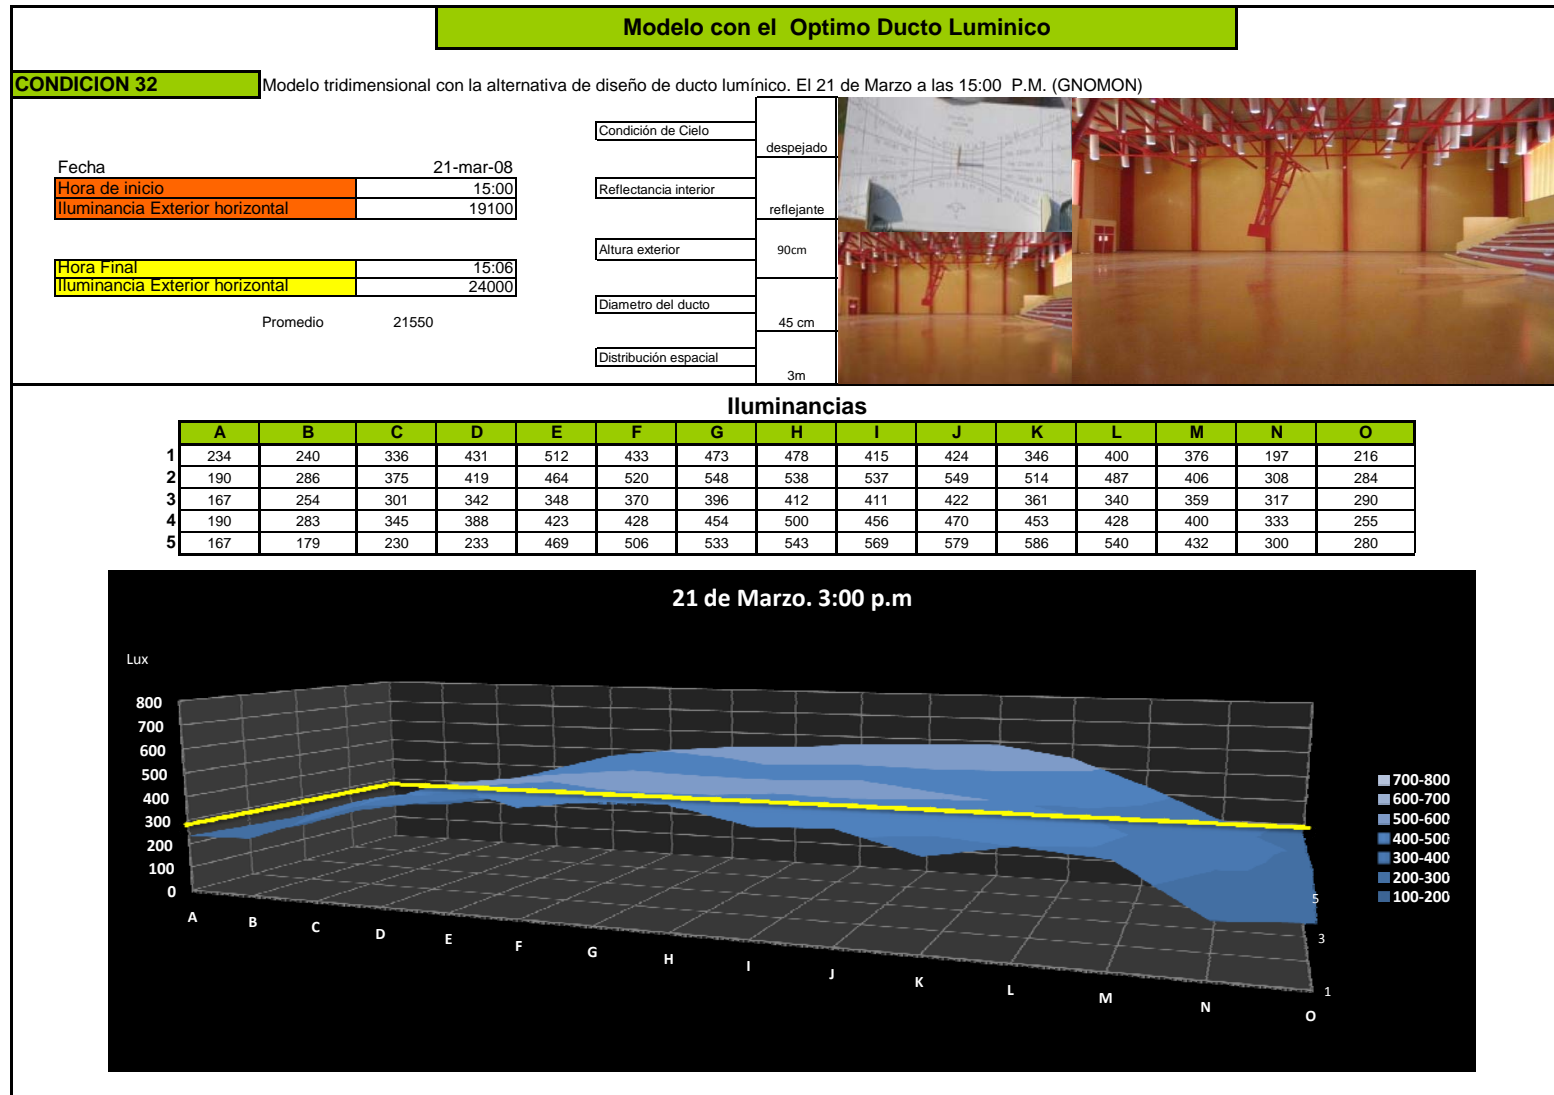 Modelo con el  Optimo Ducto Luminico
CONDICION 32
Modelo tridimensional con la alternativa de diseño de ducto lumínico. El 21 de Marzo a las 15:00  P.M. (GNOMON)
Condición de Cielo
despejado
Fecha 21-mar-08
Hora de inicio 15:00
Iluminancia Exterior horizontal 19100
Reflectancia interior
reflejante
Altura exterior 90cm
Hora Final 15:06
Iluminancia Exterior horizontal 24000
Diametro del ducto
45 cm
Promedio 21550
Distribución espacial
3m
Iluminancias
A B C D E F G H I J K L M N O
1 234 240 336 431 512 433 473 478 415 424 346 400 376 197 216
2 190 286 375 419 464 520 548 538 537 549 514 487 406 308 284
3 167 254 301 342 348 370 396 412 411 422 361 340 359 317 290
4 190 283 345 388 423 428 454 500 456 470 453 428 400 333 255
5 167 179 230 233 469 506 533 543 569 579 586 540 432 300 280
21 de Marzo. 3:00 p.m
Lux
800
700
600
500
400
300
200
100
0
A B C D E F G H I J K L M N O
5
3
1
700-800
600-700
500-600
400-500
300-400
200-300
100-200